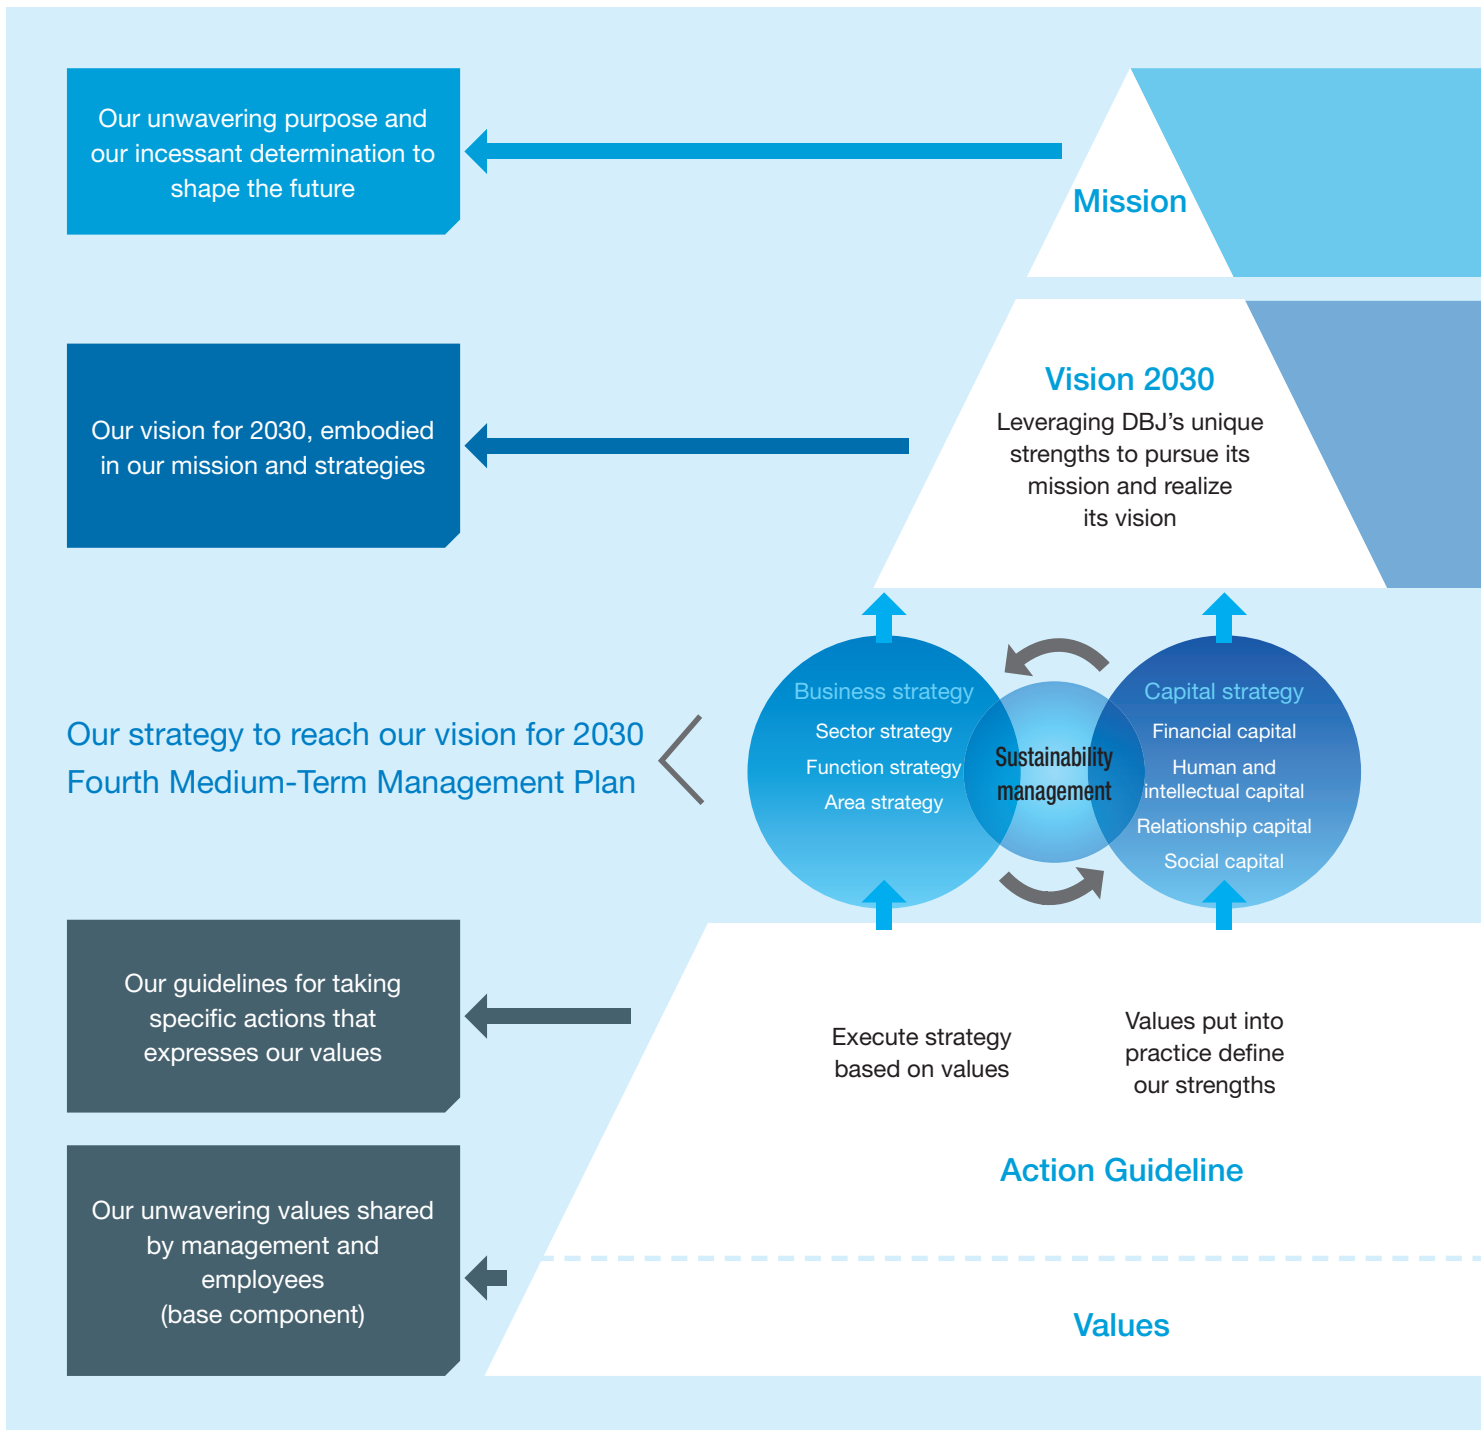 Our unwavering purpose and
our incessant determination to
shape the future
Mission
Our vision for 2030, embodied
in our mission and strategies
Vision 2030
Leveraging DBJ’s unique
strengths to pursue its
mission and realize
its vision
Our strategy to reach our vision for 2030
Fourth Medium-Term Management Plan
Business strategy
Sector strategy
Function strategy
Area strategy
Sustainability
management
Capital strategy
Financial capital
Human and
intellectual capital
Relationship capital
Social capital
Our guidelines for taking
specific actions that
expresses our values
Execute strategy
based on values
Values put into
practice define
our strengths
Action Guideline
Our unwavering values shared
by management and
employees
(base component)
Values